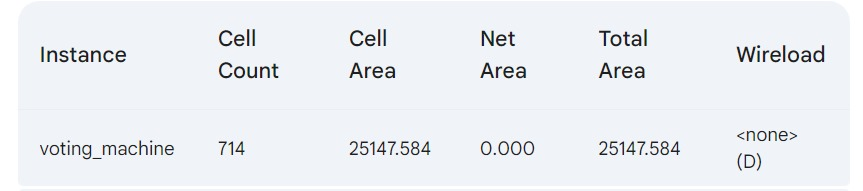 Instance Cell Count Cell Area Net Area Total Area Wireload
voting_machine 714 25147.584 0.000 25147.584 <none> (D)